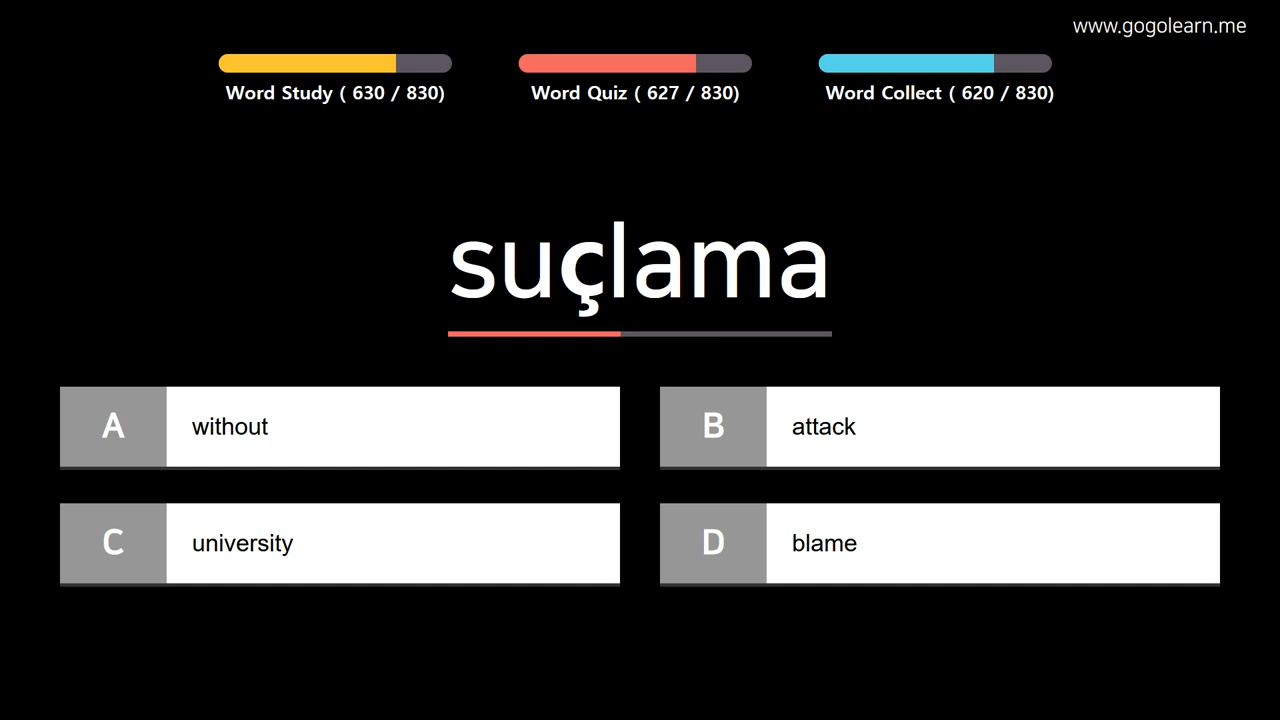 www.gogolearn.me
Word Study ( 630 / 830)
Word Quiz ( 627 / 830)
Word Collect ( 620 / 830)
suçlama
A without
B attack
C university
D blame